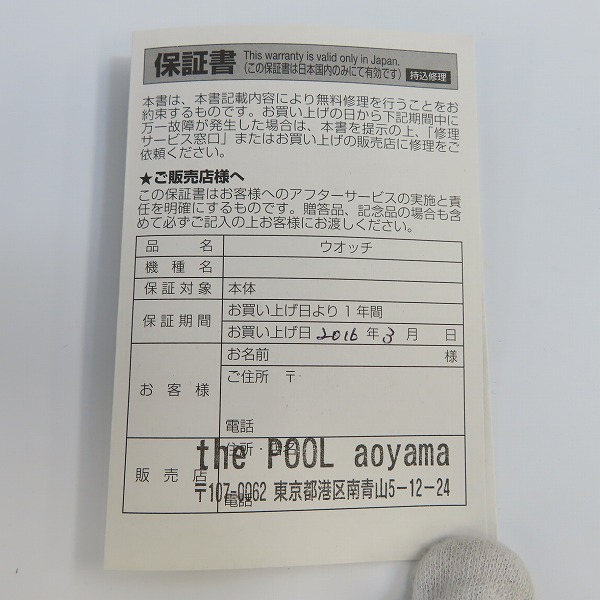 保証書 This warranty is valid only in Japan.
(この保証書は日本国内のみにて有効です) 持込修理
本書は、本書記載内容により無料修理を行うことをお
約束するものです。お買い上げの日から下記期間中に
万一故障が発生した場合は、本書を提示の上、「修理
サービス窓口」またはお買い上げの販売店に修理をご
依頼ください。
★ご販売店様へ
この保証書はお客様へのアフターサービスの実施と責
任を明確にするものです。贈答品、記念品の場合も含
めて必ずご記入の上お客様にお渡しください。
品名 ウオッチ
機種名
保証対象 本体
保証期間 お買い上げ日より1年間
お買い上げ日 2016 年 3 月 日
お客様 お名前 様
ご住所 〒
電話
販売店 住所・店名
the POOL aoyama
〒107-0062 東京都港区南青山5-12-24
電話